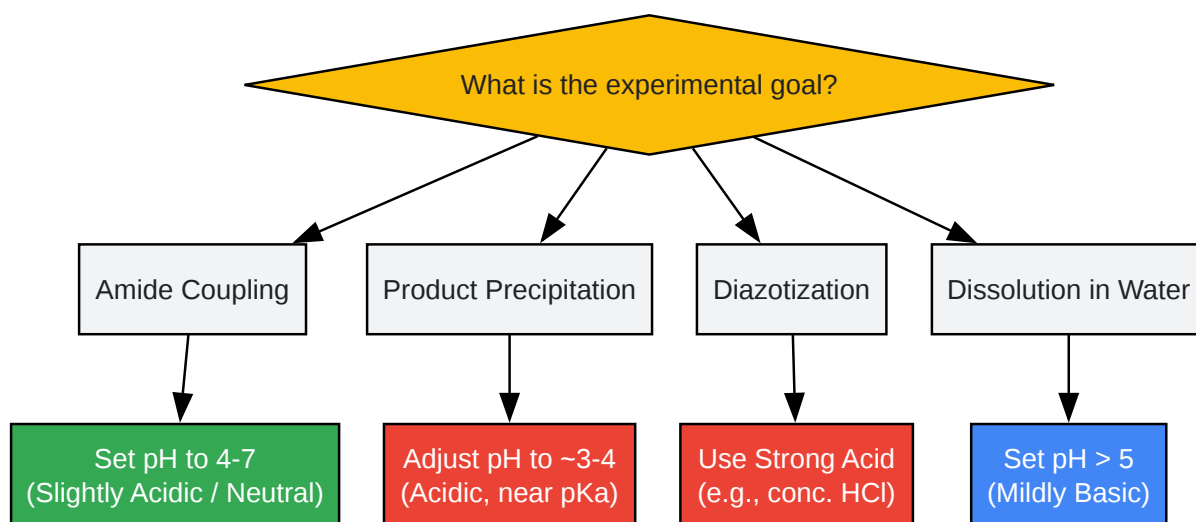 What is the experimental goal?
Amide Coupling
Product Precipitation
Diazotization
Dissolution in Water
Set pH to 4-7
(Slightly Acidic / Neutral)
Adjust pH to ~3-4
(Acidic, near pKa)
Use Strong Acid
(e.g., conc. HCl)
Set pH > 5
(Mildly Basic)